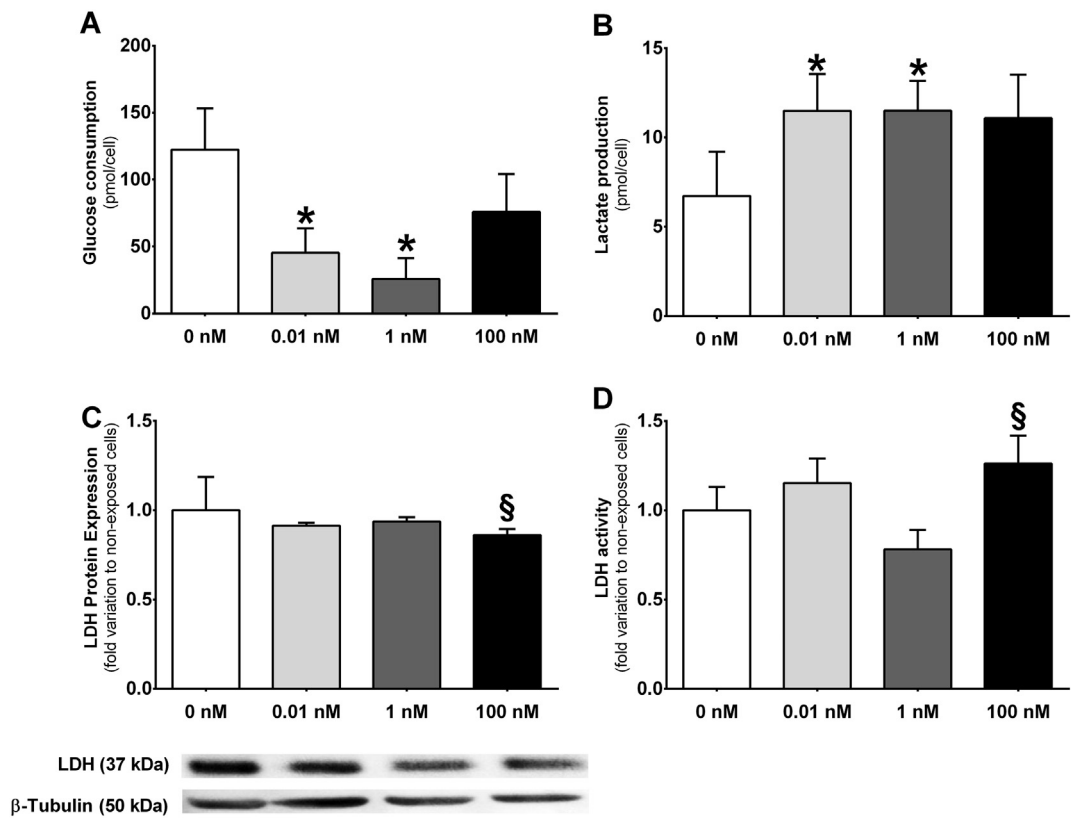 A
Glucose consumption
(pmol/cell)
200
150
100
50
0
*
*
0 nM 0.01 nM 1 nM 100 nM
B
Lactate production
(pmol/cell)
15
10
5
0
*
*
0 nM 0.01 nM 1 nM 100 nM
C
LDH Protein Expression
(fold variation to non-exposed cells)
1.5
1.0
0.5
0.0
§
0 nM 0.01 nM 1 nM 100 nM
D
LDH activity
(fold variation to non-exposed cells)
1.5
1.0
0.5
0.0
§
0 nM 0.01 nM 1 nM 100 nM
LDH (37 kDa)
β-Tubulin (50 kDa)